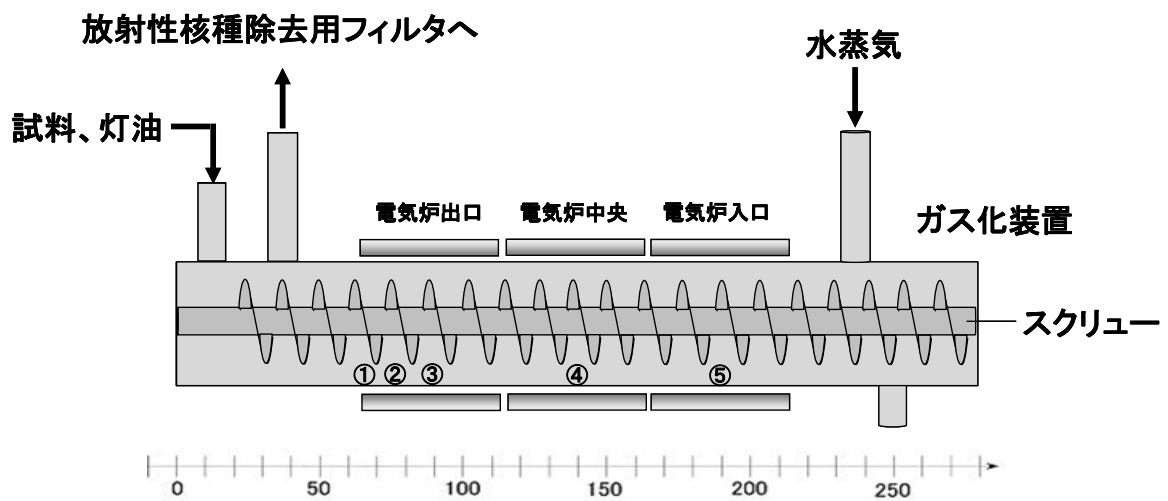 放射性核種除去用フィルタへ
水蒸気
試料、灯油
電気炉出口
電気炉中央
電気炉入口
ガス化装置
スクリュー
① ② ③ ④ ⑤
0 50 100 150 200 250